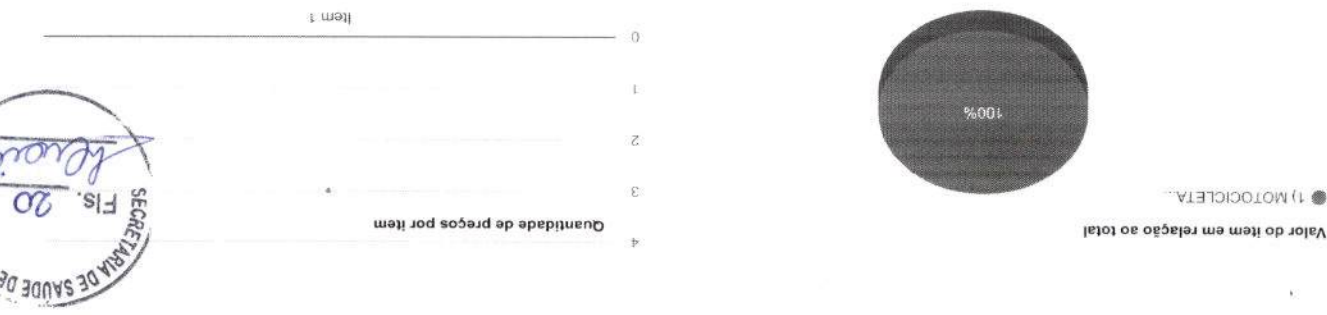 Valor do item em relação ao total
1) MOTOCICLETA...
100%
Quantidade de preços por item
4
3
2
1
0
Item 1
SECRETARIA DE SAÚDE DE
Fls. 20